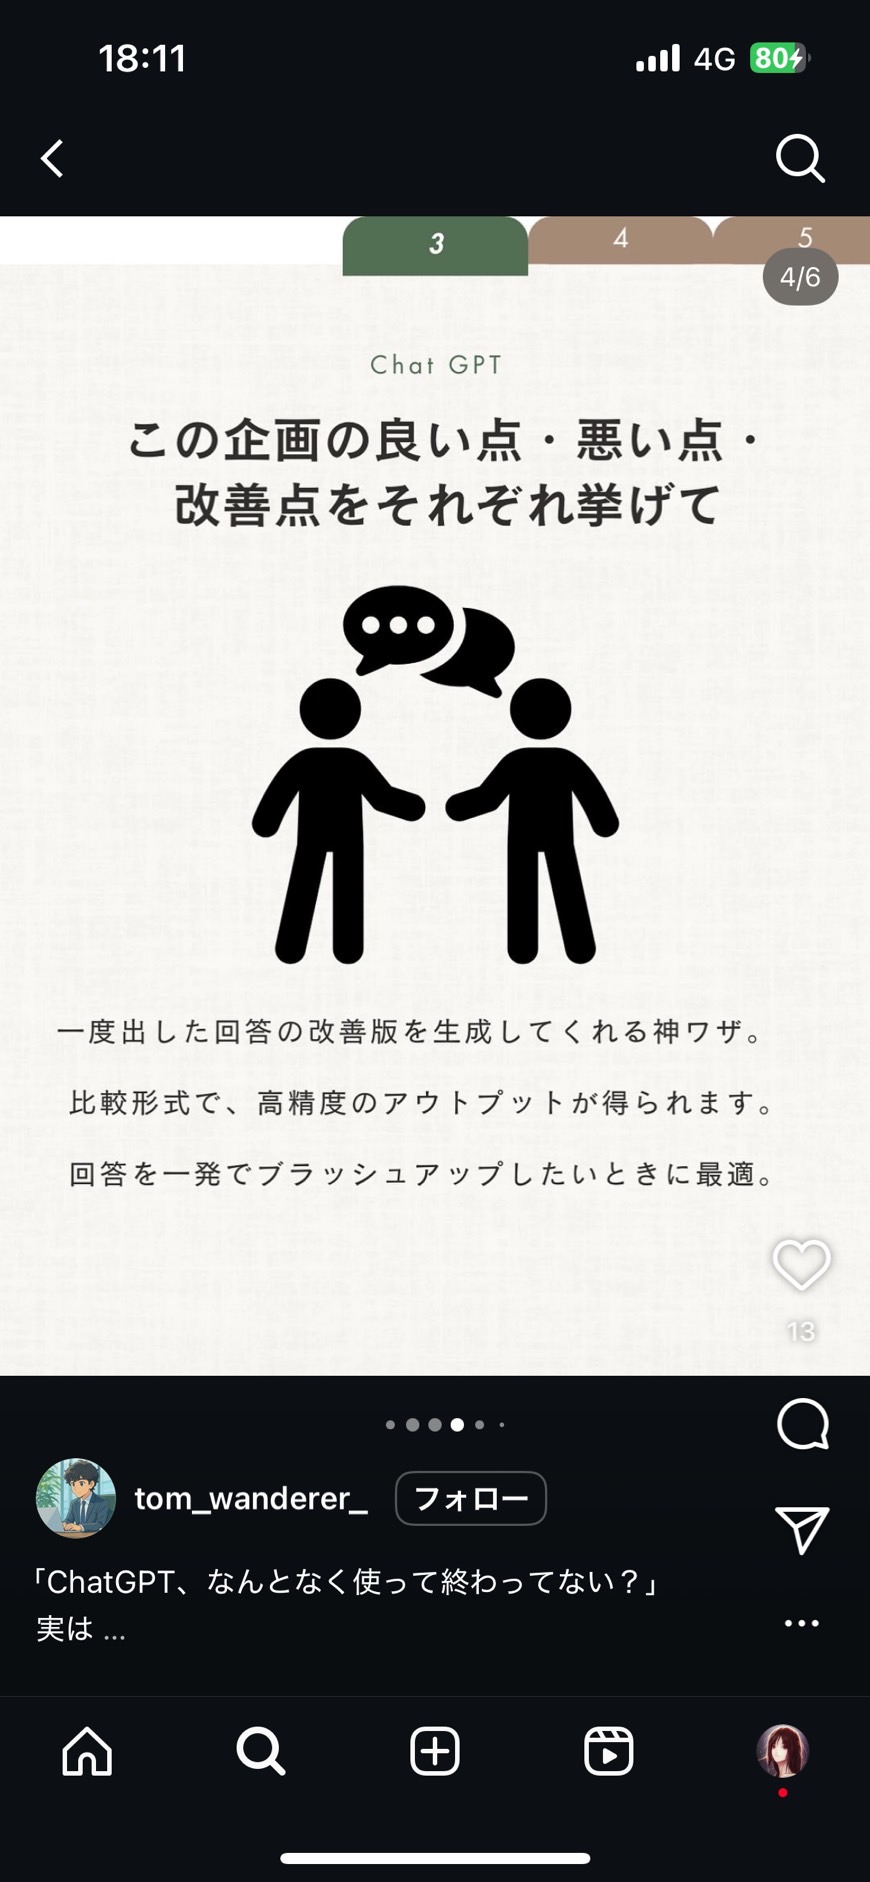 18:11
4G
80
3
4
5
4/6
Chat GPT
この企画の良い点・悪い点・
改善点をそれぞれ挙げて
一度出した回答の改善版を生成してくれる神ワザ。
比較形式で、高精度のアウトプットが得られます。
回答を一発でブラッシュアップしたいときに最適。
13
tom_wanderer_
フォロー
「ChatGPT、なんとなく使って終わってない？」
実は ...